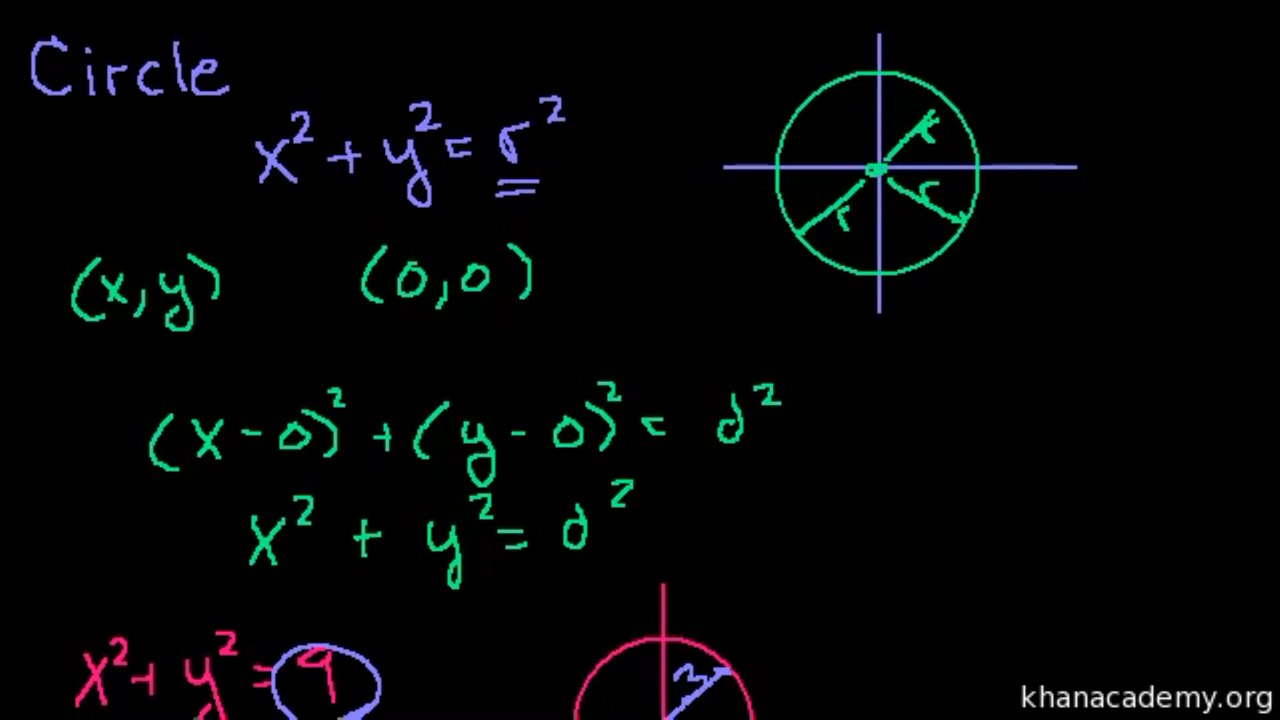 Circle
x² + y² = r²
r
r
r
(x, y) (0, 0)
(x - 0)² + (y - 0)² = d²
x² + y² = d²
x² + y² = 9
3
khanacademy.org